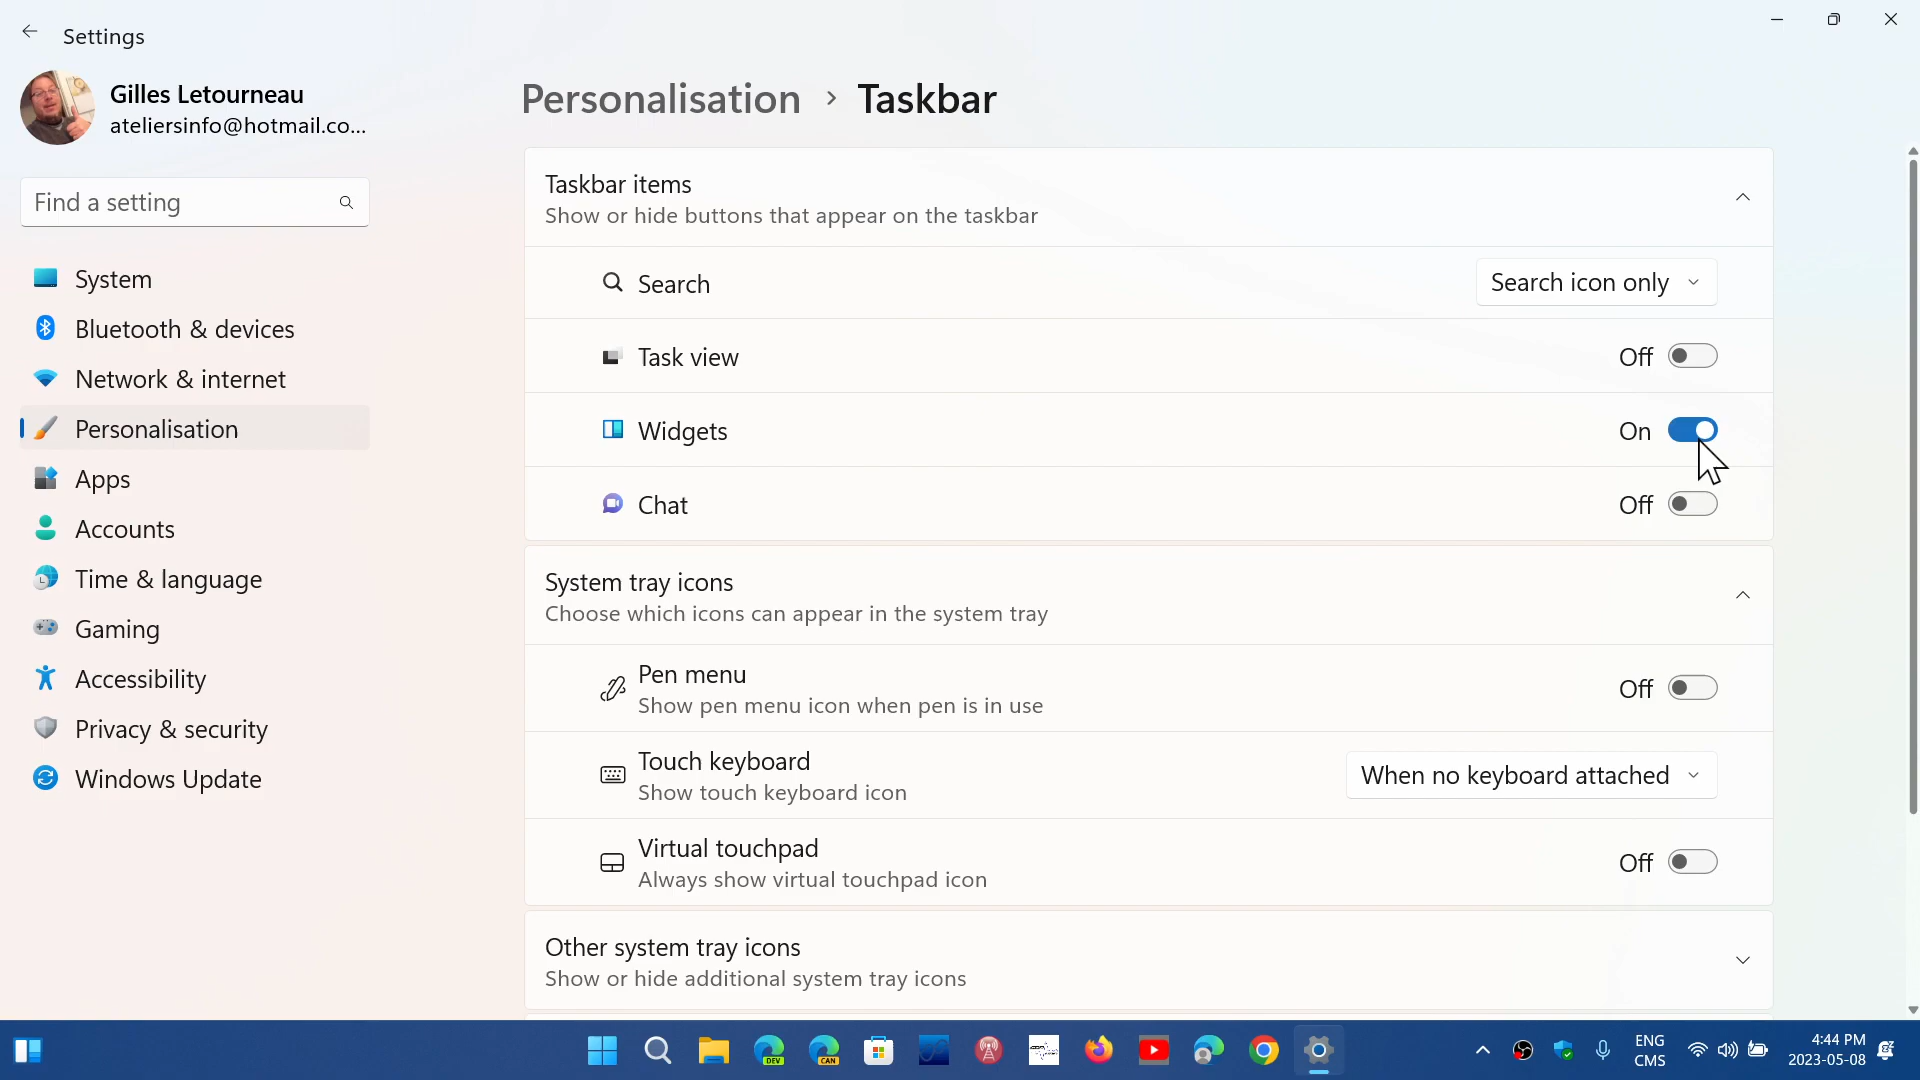 Settings
Gilles Letourneau
ateliersinfo@hotmail.co...
Find a setting
System
Bluetooth & devices
Network & internet
Personalisation
Apps
Accounts
Time & language
Gaming
Accessibility
Privacy & security
Windows Update
Personalisation > Taskbar
Taskbar items
Show or hide buttons that appear on the taskbar
Search
Search icon only
Task view
Off
Widgets
On
Chat
Off
System tray icons
Choose which icons can appear in the system tray
Pen menu
Show pen menu icon when pen is in use
Off
Touch keyboard
Show touch keyboard icon
When no keyboard attached
Virtual touchpad
Always show virtual touchpad icon
Off
Other system tray icons
Show or hide additional system tray icons
DEV
CAN
ENG
CMS
4:44 PM
2023-05-08